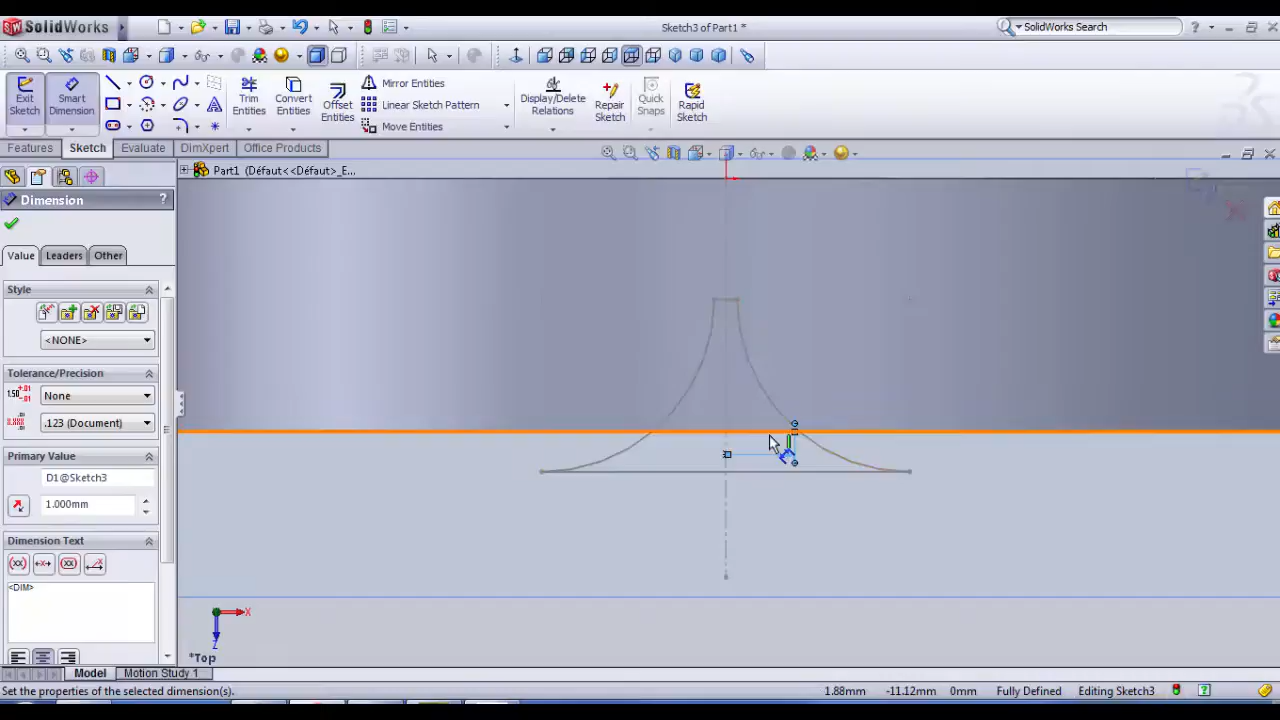 SolidWorks
Sketch3 of Part1 *
SolidWorks Search
Exit Sketch
Smart Dimension
Trim Entities
Convert Entities
Offset Entities
Mirror Entities
Linear Sketch Pattern
Move Entities
Display/Delete Relations
Repair Sketch
Quick Snaps
Rapid Sketch
Features
Sketch
Evaluate
DimXpert
Office Products
Part1 (Défaut<<Défaut>_E...
Dimension
?
Value
Leaders
Other
Style
<NONE>
Tolerance/Precision
None
.123 (Document)
Primary Value
D1@Sketch3
1.000mm
Dimension Text
<DIM>
X
Z
*Top
Model
Motion Study 1
Set the properties of the selected dimension(s).
1.88mm
-11.12mm
0mm
Fully Defined
Editing Sketch3